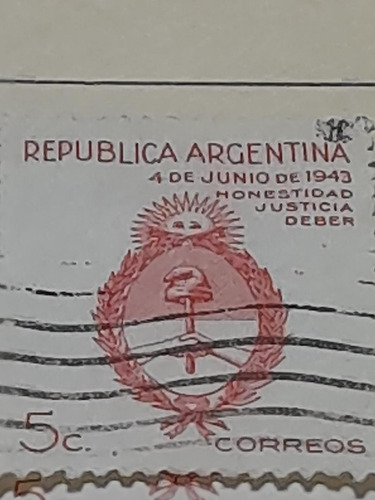 REPUBLICA ARGENTINA
4 DE JUNIO DE 1943
HONESTIDAD
JUSTICIA
DEBER
5c.
CORREOS